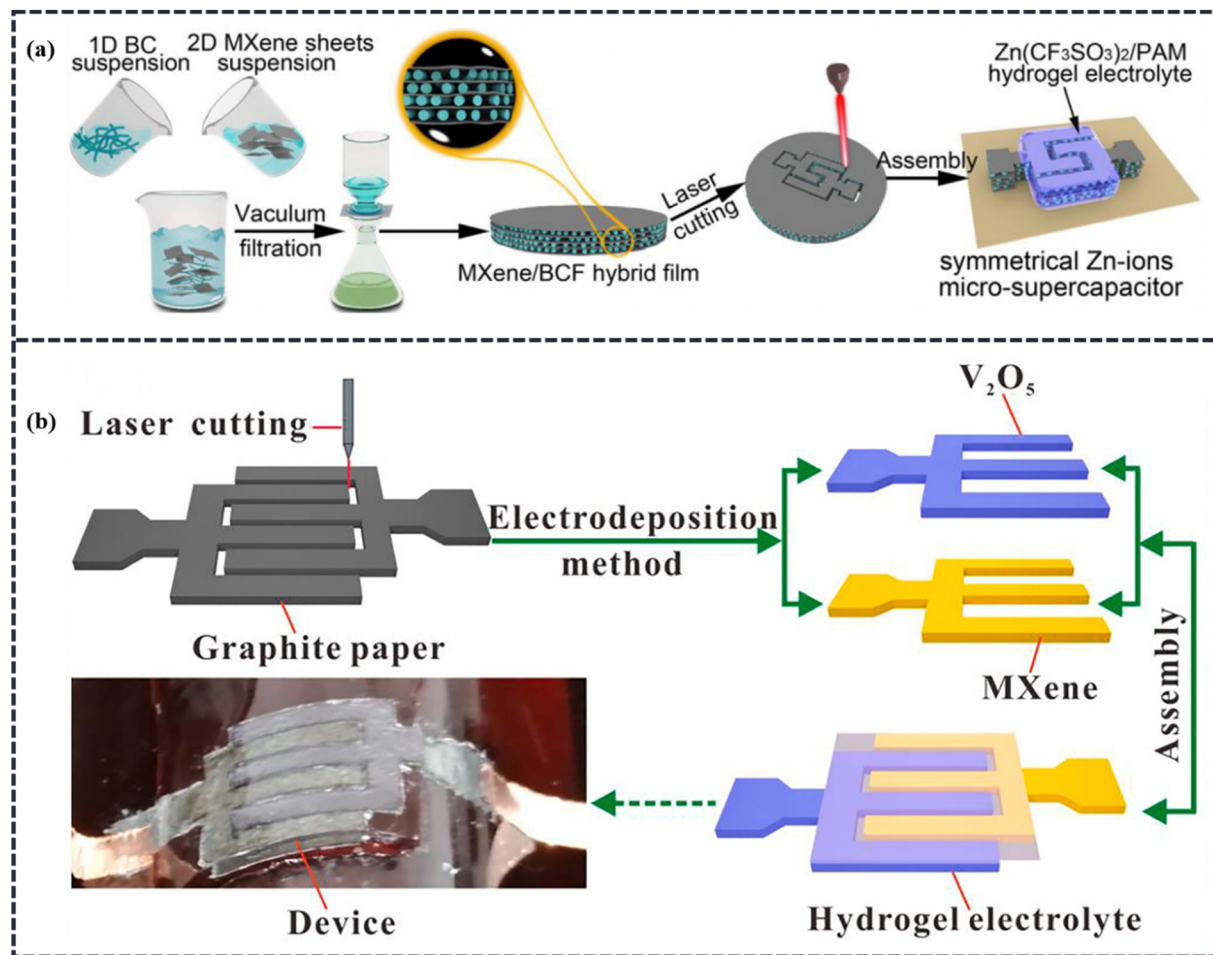 (a)
1D BC
suspension
2D MXene sheets
suspension
Vaculum
filtration
MXene/BCF hybrid film
Laser
cutting
Assembly
Zn(CF₃SO₃)₂/PAM
hydrogel electrolyte
symmetrical Zn-ions
micro-supercapacitor
(b)
Laser cutting
Graphite paper
Electrodeposition
method
V₂O₅
MXene
Assembly
Hydrogel electrolyte
Device